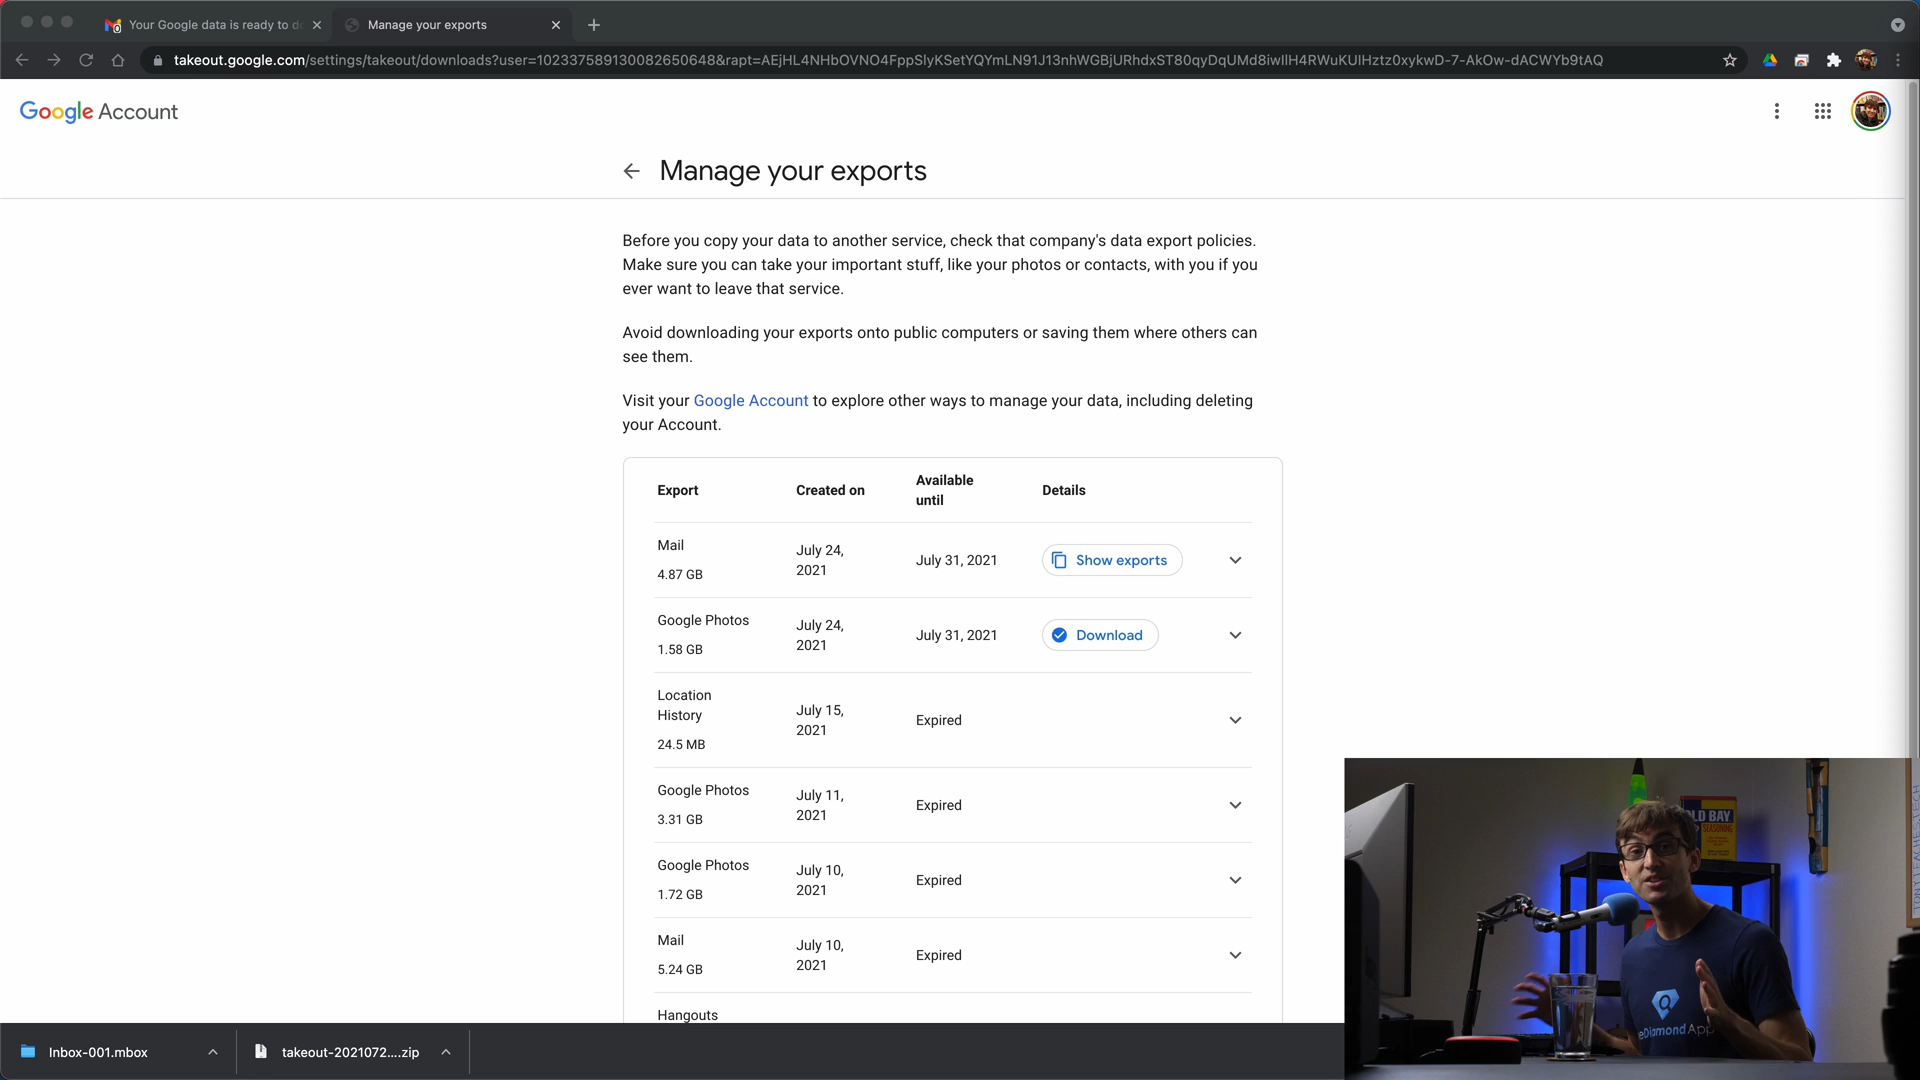 Your Google data is ready to d
Manage your exports
takeout.google.com/settings/takeout/downloads?user=102337589130082650648&rapt=AEjHL4NHbOVNO4FppSlyKSetYQYmLN91J13nhWGBjURhdxST80qyDqUMd8iwIlH4RWuKUIHztz0xykwD-7-AkOw-dACWYb9tAQ
Google Account
Manage your exports
Before you copy your data to another service, check that company's data export policies.
Make sure you can take your important stuff, like your photos or contacts, with you if you
ever want to leave that service.
Avoid downloading your exports onto public computers or saving them where others can
see them.
Visit your Google Account to explore other ways to manage your data, including deleting
your Account.
Export Created on Available until Details
Mail
4.87 GB
July 24,
2021
July 31, 2021
Show exports
Google Photos
1.58 GB
July 24,
2021
July 31, 2021
Download
Location
History
24.5 MB
July 15,
2021
Expired
Google Photos
3.31 GB
July 11,
2021
Expired
Google Photos
1.72 GB
July 10,
2021
Expired
Mail
5.24 GB
July 10,
2021
Expired
Hangouts
Inbox-001.mbox
takeout-2021072....zip
LD BAY
SEASONING
eDiamond App